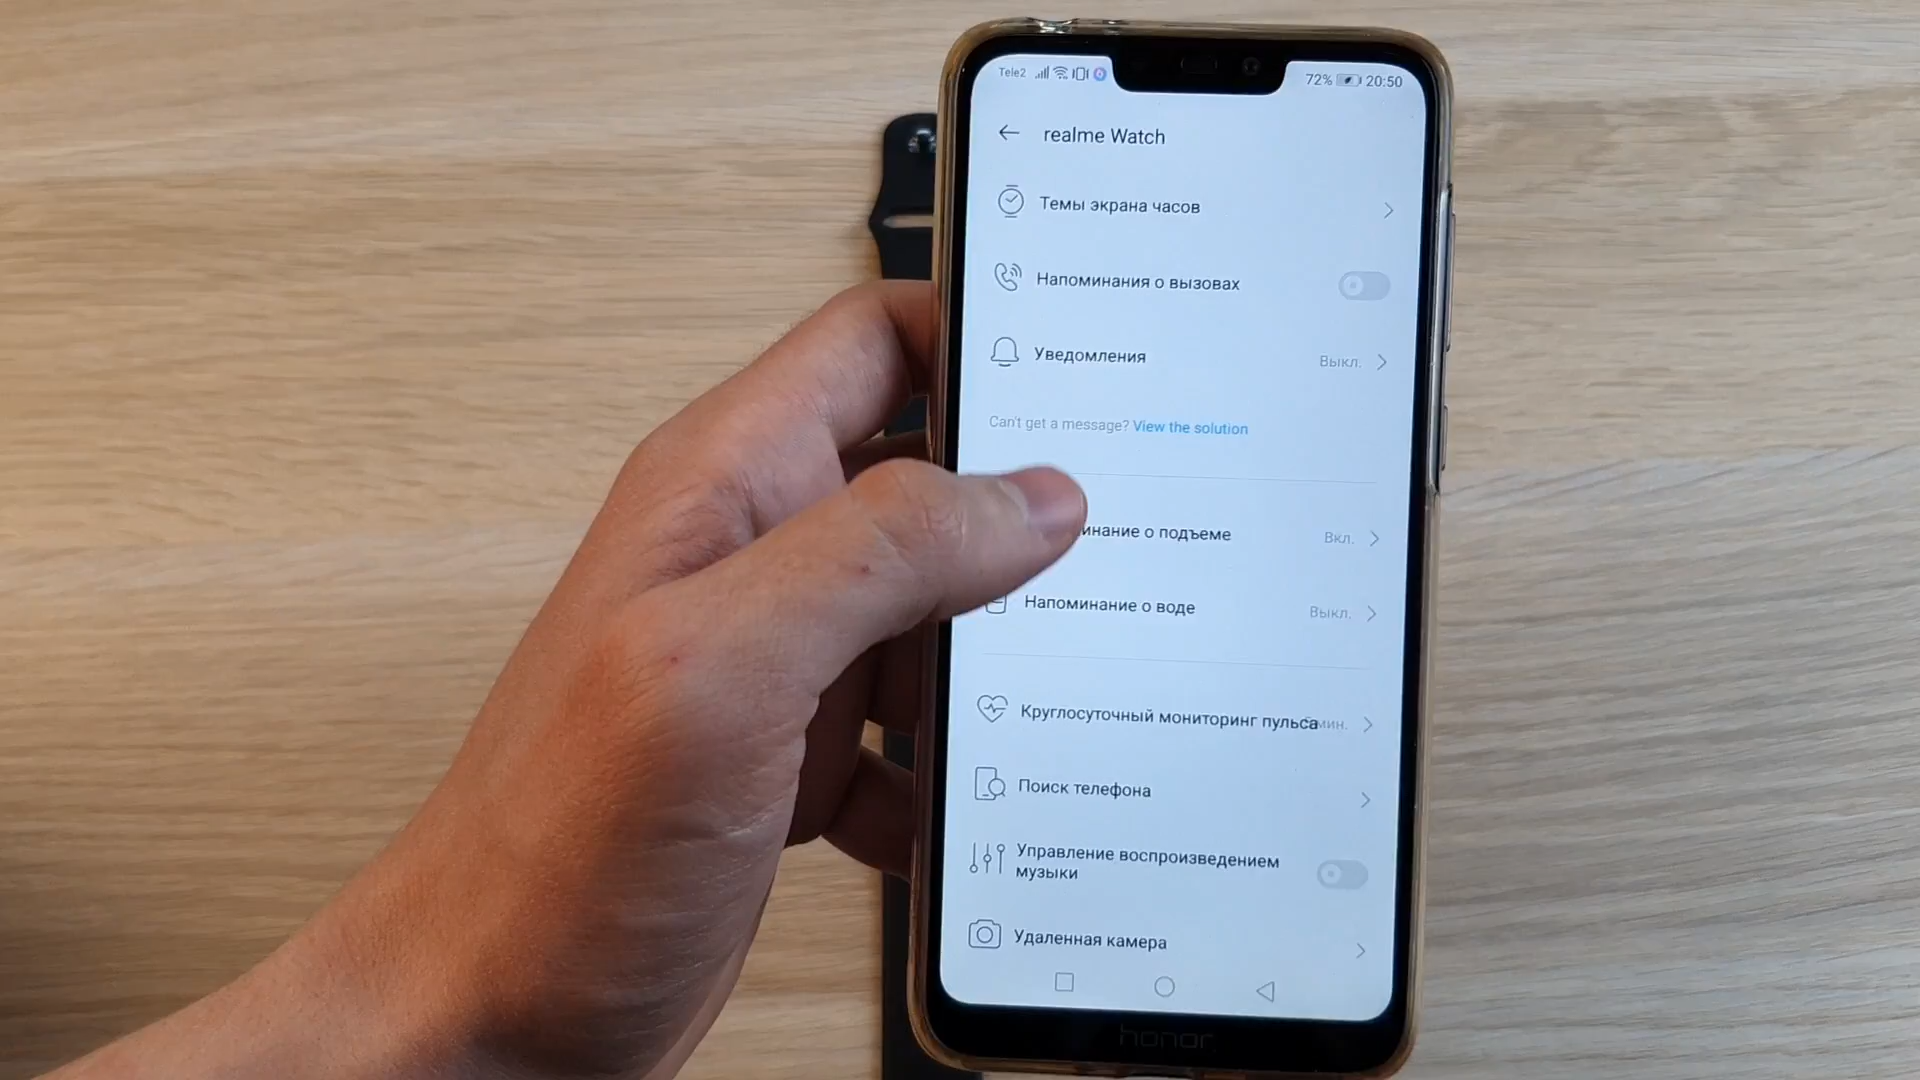 Tele2
72% 20:50
realme Watch
Темы экрана часов
Напоминания о вызовах
Уведомления Выкл.
Can't get a message? View the solution
инание о подъеме Вкл.
Напоминание о воде Выкл.
Круглосуточный мониторинг пульса мин.
Поиск телефона
Управление воспроизведением
музыки
Удаленная камера
honor